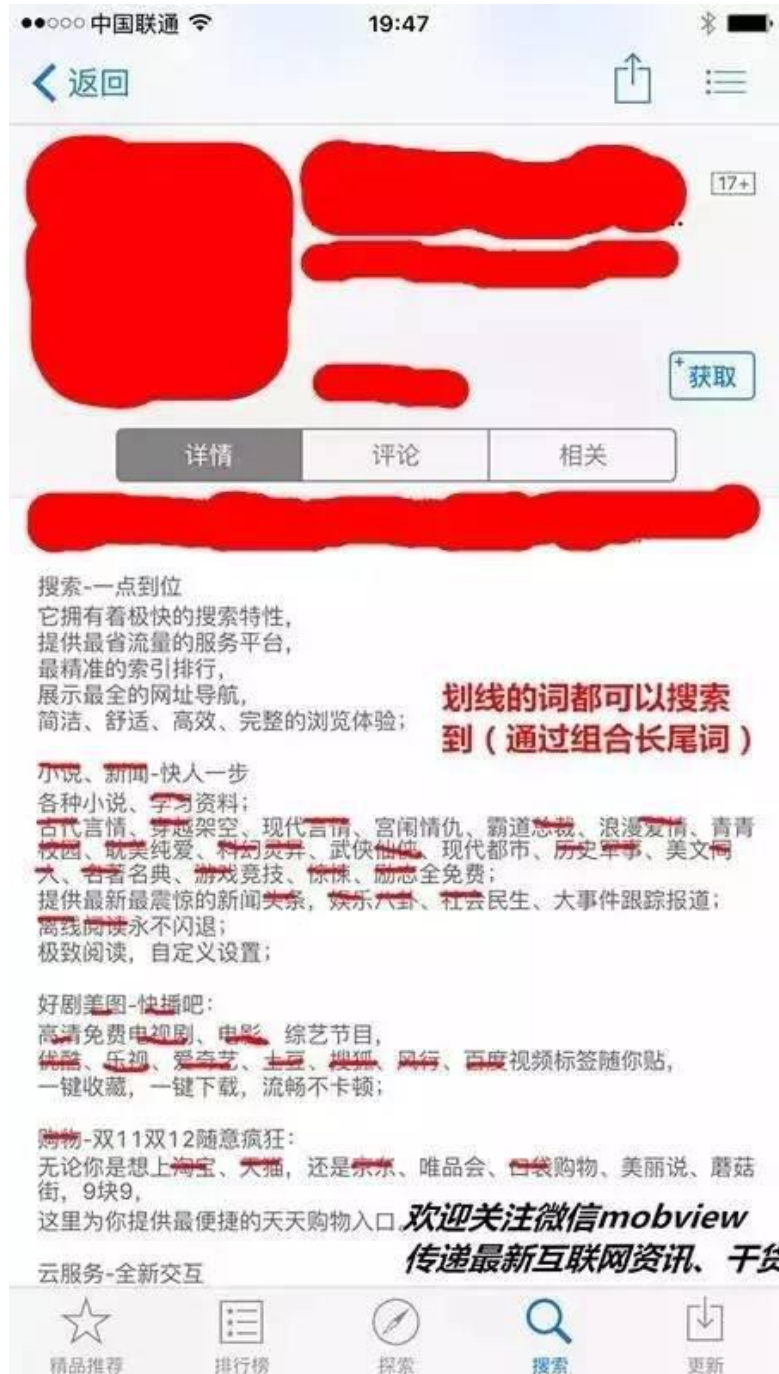 中国联通
19:47
返回
17+
获取
详情
评论
相关
搜索-一点到位
它拥有着极快的搜索特性,
提供最省流量的服务平台,
最精准的索引排行,
展示最全的网址导航,
简洁、舒适、高效、完整的浏览体验;
划线的词都可以搜索
到（通过组合长尾词）
小说、新闻-快人一步
各种小说、学习资料;
古代言情、穿越架空、现代言情、宫闱情仇、霸道总裁、浪漫爱情、青青
校园、耽美纯爱、科幻灵异、武侠仙侠、现代都市、历史军事、美文同
人、名著名典、游戏竞技、惊悚、励志全免费;
提供最新最震惊的新闻头条, 娱乐八卦、社会民生、大事件跟踪报道;
离线阅读永不闪退;
极致阅读, 自定义设置;
好剧美图-快播吧:
高清免费电视剧、电影、综艺节目,
优酷、乐视、爱奇艺、土豆、搜狐、风行、百度视频标签随你贴,
一键收藏, 一键下载, 流畅不卡顿;
购物-双11双12随意疯狂:
无论你是想上淘宝、天猫, 还是京东、唯品会、口袋购物、美丽说、蘑菇
街, 9块9,
这里为你提供最便捷的天天购物入口。
欢迎关注微信mobview
传递最新互联网资讯、干货
云服务-全新交互
精品推荐
排行榜
探索
搜索
更新